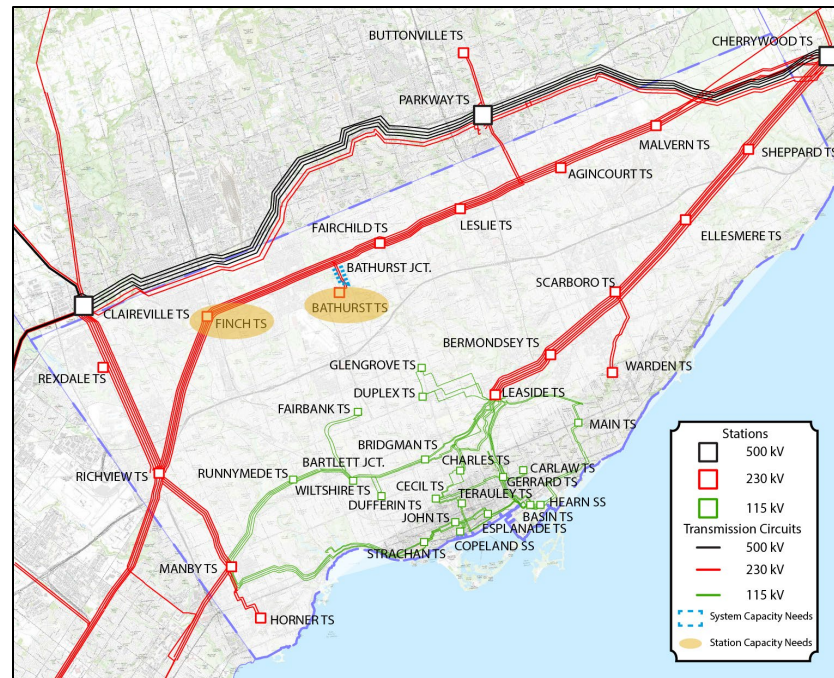 BUTTONVILLE TS
CHERRYWOOD TS
PARKWAY TS
MALVERN TS
SHEPPARD TS
AGINCOURT TS
LESLIE TS
FAIRCHILD TS
ELLESMERE TS
BATHURST JCT.
SCARBORO TS
BATHURST TS
CLAIREVILLE TS
FINCH TS
BERMONDSEY TS
GLENGROVE TS
WARDEN TS
REXDALE TS
DUPLEX TS
LEASIDE TS
FAIRBANK TS
MAIN TS
BRIDGMAN TS
CHARLES TS
BARTLETT JCT.
CARLAW TS
RICHVIEW TS
RUNNYMEDE TS
GERRARD TS
WILTSHIRE TS
CECIL TS
TERAULEY TS
DUFFERIN TS
HEARN SS
BASIN TS
JOHN TS
ESPLANADE TS
STRACHAN TS
COPELAND SS
MANBY TS
HORNER TS
Stations
500 kV
230 kV
115 kV
Transmission Circuits
500 kV
230 kV
115 kV
System Capacity Needs
Station Capacity Needs